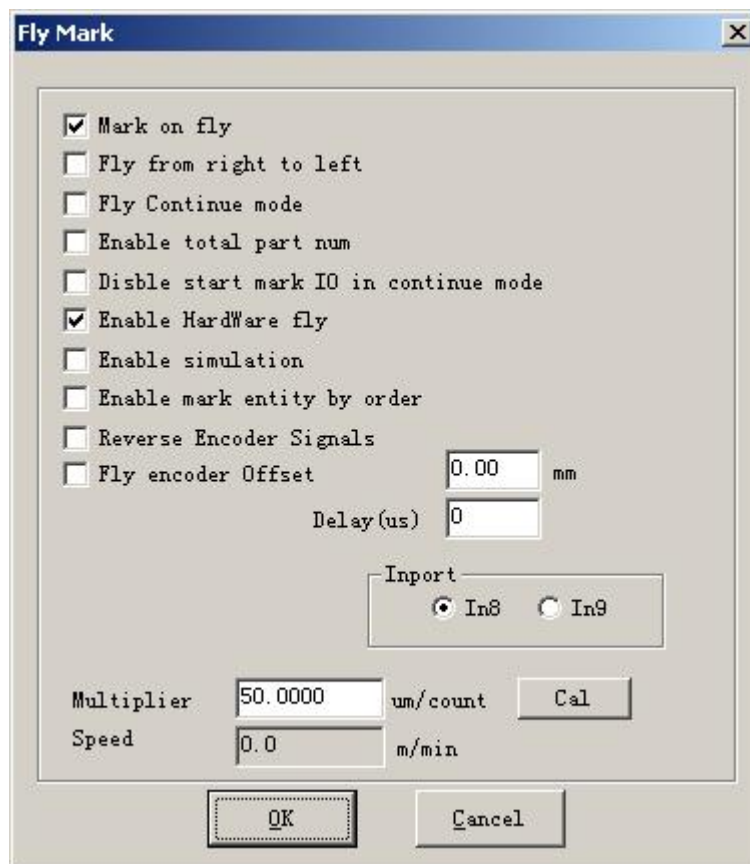 Fly Mark
Mark on fly
Fly from right to left
Fly Continue mode
Enable total part num
Disble start mark IO in continue mode
Enable HardWare fly
Enable simulation
Enable mark entity by order
Reverse Encoder Signals
Fly encoder Offset 0.00 mm
Delay(us) 0
Inport
In8 In9
Multiplier 50.0000 um/count Cal
Speed 0.0 m/min
OK Cancel